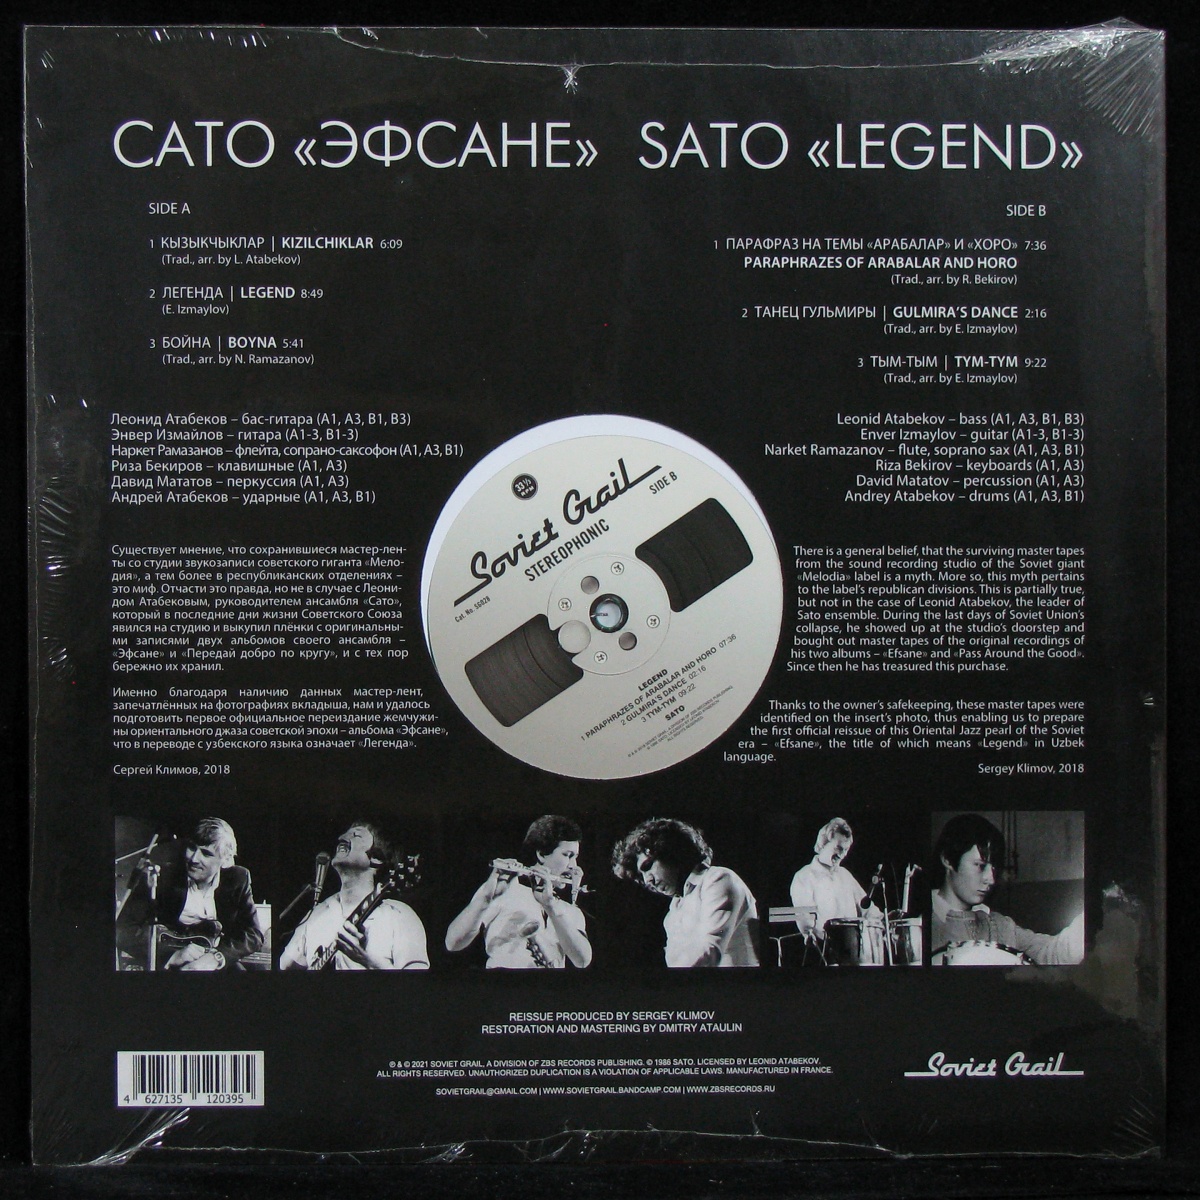 САТО «ЭФСАНЕ» SATO «LEGEND»
SIDE A
1 КЫЗЫКЧЫКЛАР | KIZILCHIKLAR 6:09
(Trad., arr. by L. Atabekov)
2 ЛЕГЕНДА | LEGEND 8:49
(E. Izmaylov)
3 БОЙНА | BOYNA 5:41
(Trad., arr. by N. Ramazanov)
SIDE B
1 ПАРАФРАЗ НА ТЕМЫ «АРАБАЛАР» И «ХОРО» 7:36
PARAPHRAZES OF ARABALAR AND HORO
(Trad., arr. by R. Bekirov)
2 ТАНЕЦ ГУЛЬМИРЫ | GULMIRA'S DANCE 2:16
(Trad., arr. by E. Izmaylov)
3 ТЫМ-ТЫМ | TYM-TYM 9:22
(Trad., arr. by E. Izmaylov)
Леонид Атабеков – бас-гитара (А1, А3, В1, В3)
Энвер Измайлов – гитара (А1-3, В1-3)
Наркет Рамазанов – флейта, сопрано-саксофон (А1, А3, В1)
Риза Бекиров – клавишные (А1, А3)
Давид Мататов – перкуссия (А1, А3)
Андрей Атабеков – ударные (А1, А3, В1)
Leonid Atabekov – bass (A1, A3, B1, B3)
Enver Izmaylov – guitar (A1-3, B1-3)
Narket Ramazanov – flute, soprano sax (A1, A3, B1)
Riza Bekirov – keyboards (A1, A3)
David Matatov – percussion (A1, A3)
Andrey Atabekov – drums (A1, A3, B1)
Существует мнение, что сохранившиеся мастер-лен-
ты со студии звукозаписи советского гиганта «Мело-
дия», а тем более в республиканских отделениях –
это миф. Отчасти это правда, но не в случае с Леони-
дом Атабековым, руководителем ансамбля «Сато»,
который в последние дни жизни Советского Союза
явился на студию и выкупил плёнки с оригинальны-
ми записями двух альбомов своего ансамбля –
«Эфсане» и «Передай добро по кругу», и с тех пор
бережно их хранил.
Именно благодаря наличию данных мастер-лент,
запечатлённых на фотографиях вкладыша, нам и удалось
подготовить первое официальное переиздание жемчужи-
ны ориентального джаза советской эпохи – альбома «Эфсане»,
что в переводе с узбекского языка означает «Легенда».
Сергей Климов, 2018
33 1/3
RPM
Soviet Grail
SIDE B
STEREOPHONIC
Cat. No. SG028
LEGEND
1 PARAPHRAZES OF ARABALAR AND HORO 07:36
2 GULMIRA'S DANCE 02:16
3 TYM-TYM 09:22
SATO
There is a general belief, that the surviving master tapes
from the sound recording studio of the Soviet giant
«Melodia» label is a myth. More so, this myth pertains
to the label's republican divisions. This is partially true,
but not in the case of Leonid Atabekov, the leader of
Sato ensemble. During the last days of Soviet Union's
collapse, he showed up at the studio's doorstep and
bought out master tapes of the original recordings of
his two albums – «Efsane» and «Pass Around the Good».
Since then he has treasured this purchase.
Thanks to the owner's safekeeping, these master tapes were
identified on the insert's photo, thus enabling us to prepare
the first official reissue of this Oriental Jazz pearl of the Soviet
era – «Efsane», the title of which means «Legend» in Uzbek
language.
Sergey Klimov, 2018
REISSUE PRODUCED BY SERGEY KLIMOV
RESTORATION AND MASTERING BY DMITRY ATAULIN
℗ & © 2021 SOVIET GRAIL, A DIVISION OF ZBS RECORDS PUBLISHING. © 1986 SATO. LICENSED BY LEONID ATABEKOV.
ALL RIGHTS RESERVED. UNAUTHORIZED DUPLICATION IS A VIOLATION OF APPLICABLE LAWS. MANUFACTURED IN FRANCE.
SOVIETGRAIL@GMAIL.COM | WWW.SOVIETGRAIL.BANDCAMP.COM | WWW.ZBSRECORDS.RU
4 627135 120395
Soviet Grail